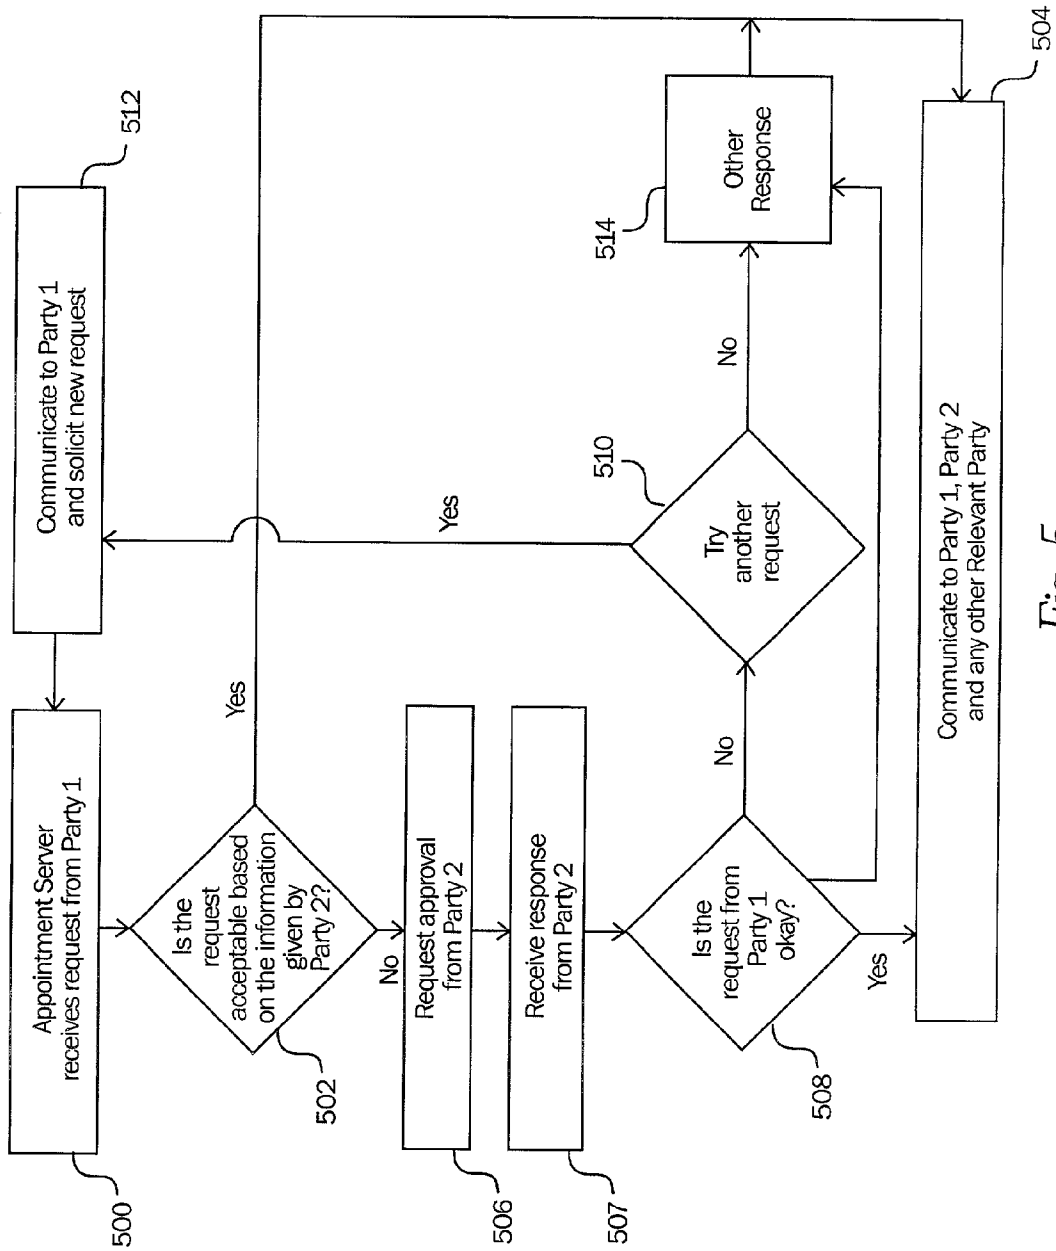 Appointment Server
receives request from Party 1
500
Communicate to Party 1
and solicit new request
512
Is the
request
acceptable based
on the information
given by
Party 2?
502
Yes
No
Request approval
from Party 2
506
Receive response
from Party 2
507
Is the
request from
Party 1
okay?
508
No
Yes
Try
another
request
510
Yes
No
Other
Response
514
Communicate to Party 1, Party 2
and any other Relevant Party
504